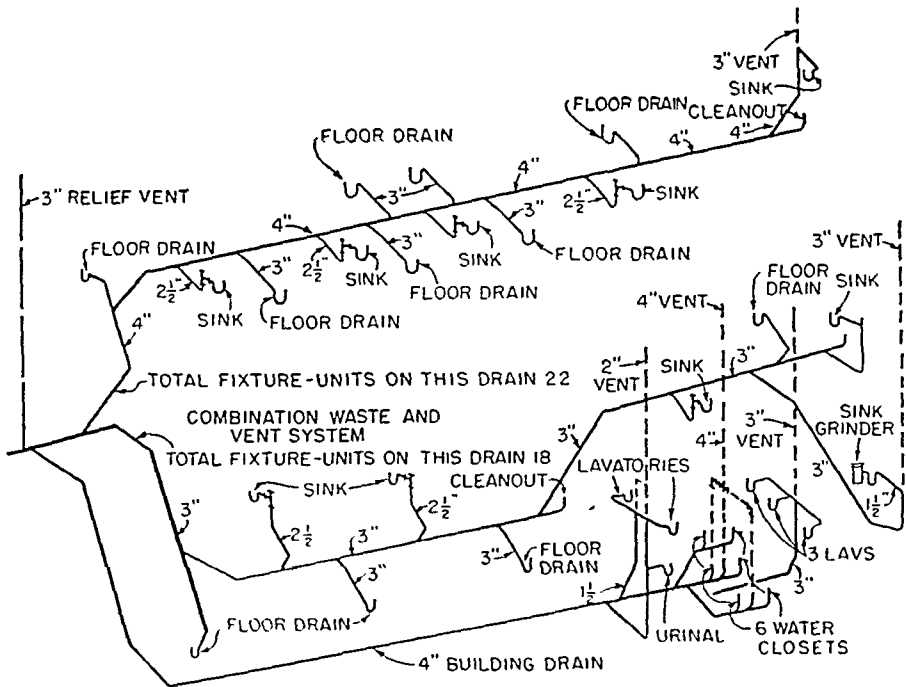 3" VENT
SINK
CLEANOUT
4"
FLOOR DRAIN
4"
FLOOR DRAIN
4"
3"
2½"
SINK
3" RELIEF VENT
4"
3"
FLOOR DRAIN
3" VENT
FLOOR DRAIN
2½"
3"
SINK
SINK
FLOOR DRAIN
SINK
4" VENT
2½"
3"
SINK
FLOOR DRAIN
FLOOR DRAIN
4"
2"
VENT
SINK
3"
TOTAL FIXTURE-UNITS ON THIS DRAIN 22
COMBINATION WASTE AND
VENT SYSTEM
TOTAL FIXTURE-UNITS ON THIS DRAIN 18
3"
4"
3"
VENT
SINK
GRINDER
CLEANOUT
LAVATORIES
3"
1½"
SINK
3"
2½
2½"
3"
3"
FLOOR
DRAIN
3 LAVS
3"
1½"
3"
FLOOR DRAIN
URINAL
6 WATER
CLOSETS
4" BUILDING DRAIN